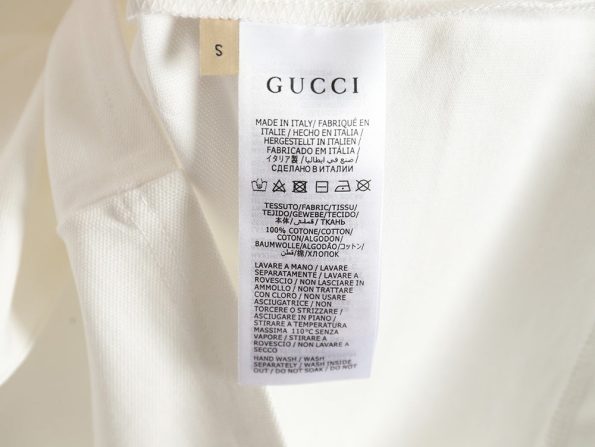 S
GUCCI
MADE IN ITALY / FABRIQUÉ EN
ITALIE / HECHO EN ITALIA /
HERGESTELLT IN ITALIEN /
FABRICADO EM ITÁLIA /
イタリア製 / صنع في ايطاليا /
СДЕЛАНО В ИТАЛИИ
TESSUTO/FABRIC/TISSU/
TEJIDO/GEWEBE/TECIDO/
本体/ قماش/ ТКАНЬ
100% COTONE/COTTON/
COTON/ALGODON/
BAUMWOLLE/ALGODÃO/コットン/
قطن/棉/ХЛОПОК
LAVARE A MANO / LAVARE
SEPARATAMENTE / LAVARE A
ROVESCIO / NON LASCIARE IN
AMMOLLO / NON TRATTARE
CON CLORO / NON USARE
ASCIUGATRICE / NON
TORCERE O STRIZZARE /
ASCIUGARE IN PIANO /
STIRARE A TEMPERATURA
MASSIMA 110°C SENZA
VAPORE / STIRARE A
ROVESCIO / NON LAVARE A
SECCO
HAND WASH / WASH
SEPARATELY / WASH INSIDE
OUT / DO NOT SOAK / DO NOT